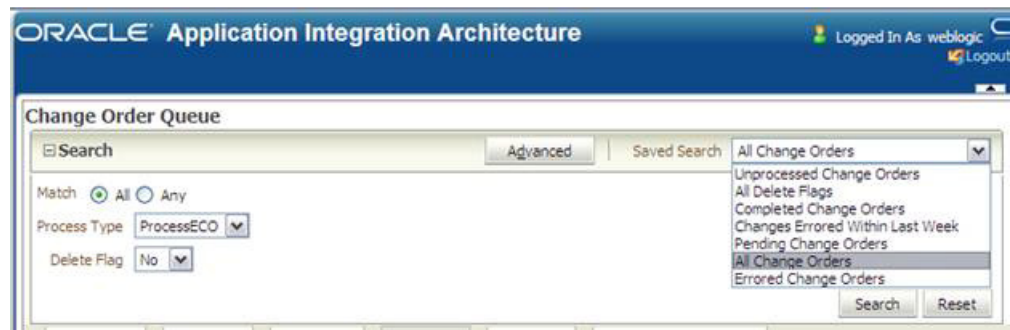 ORACLE Application Integration Architecture
Logged In As weblogic
Logout
Change Order Queue
Search
Advanced
Saved Search All Change Orders
Unprocessed Change Orders
All Delete Flags
Completed Change Orders
Changes Errored Within Last Week
Pending Change Orders
All Change Orders
Errored Change Orders
Match All Any
Process Type ProcessECO
Delete Flag No
Search Reset